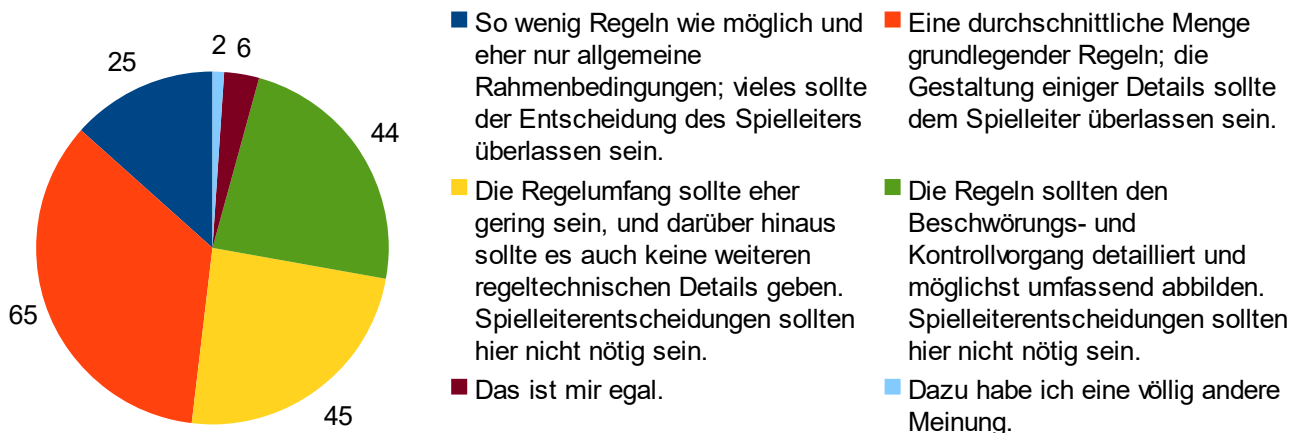 2 6
25
44
65
45
So wenig Regeln wie möglich und
eher nur allgemeine
Rahmenbedingungen; vieles sollte
der Entscheidung des Spielleiters
überlassen sein.
Eine durchschnittliche Menge
grundlegender Regeln; die
Gestaltung einiger Details sollte
dem Spielleiter überlassen sein.
Die Regelumfang sollte eher
gering sein, und darüber hinaus
sollte es auch keine weiteren
regeltechnischen Details geben.
Spielleiterentscheidungen sollten
hier nicht nötig sein.
Die Regeln sollten den
Beschwörungs- und
Kontrollvorgang detailliert und
möglichst umfassend abbilden.
Spielleiterentscheidungen sollten
hier nicht nötig sein.
Das ist mir egal.
Dazu habe ich eine völlig andere
Meinung.